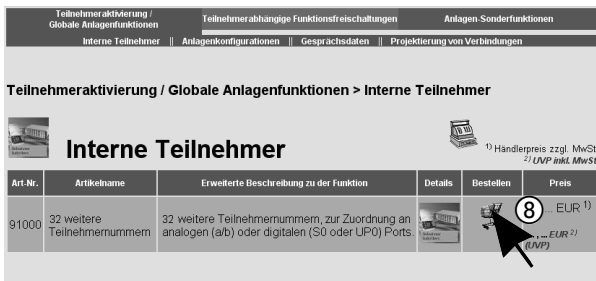 Teilnehmeraktivierung /
Globale Anlagenfunktionen
Teilnehmerabhängige Funktionsfreischaltungen
Anlagen-Sonderfunktionen
Interne Teilnehmer || Anlagenkonfigurationen || Gesprächsdaten || Projektierung von Verbindungen
Teilnehmeraktivierung / Globale Anlagenfunktionen > Interne Teilnehmer
Interne Teilnehmer
1) Händlerpreis zzgl. MwSt
2) UVP inkl. MwSt
Art-Nr. Artikelname Erweiterte Beschreibung zu der Funktion Details Bestellen Preis
91000
32 weitere
Teilnehmernummern
32 weitere Teilnehmernummern, zur Zuordnung an
analogen (a/b) oder digitalen (S0 oder UP0) Ports.
8
... EUR 1)
, ... EUR 2)
(UVP)